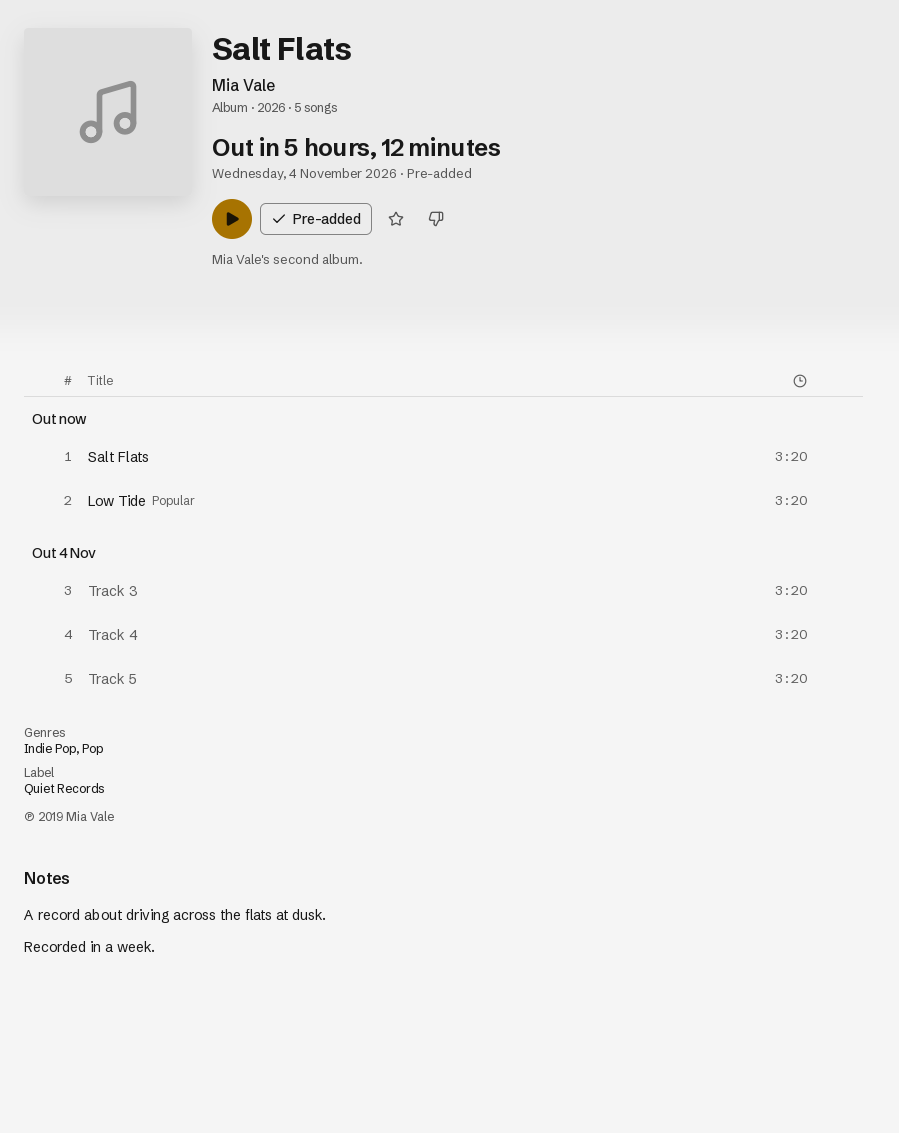 Salt Flats
Mia Vale
Album · 2026 · 5 songs
Out in 5 hours, 12 minutes
Wednesday, 4 November 2026 · Pre-added
Pre-added
Mia Vale's second album.
# Title
Out now
1 Salt Flats 3:20
2 Low Tide Popular 3:20
Out 4 Nov
3 Track 3 3:20
4 Track 4 3:20
5 Track 5 3:20
Genres
Indie Pop, Pop
Label
Quiet Records
℗ 2019 Mia Vale
Notes
A record about driving across the flats at dusk.
Recorded in a week.